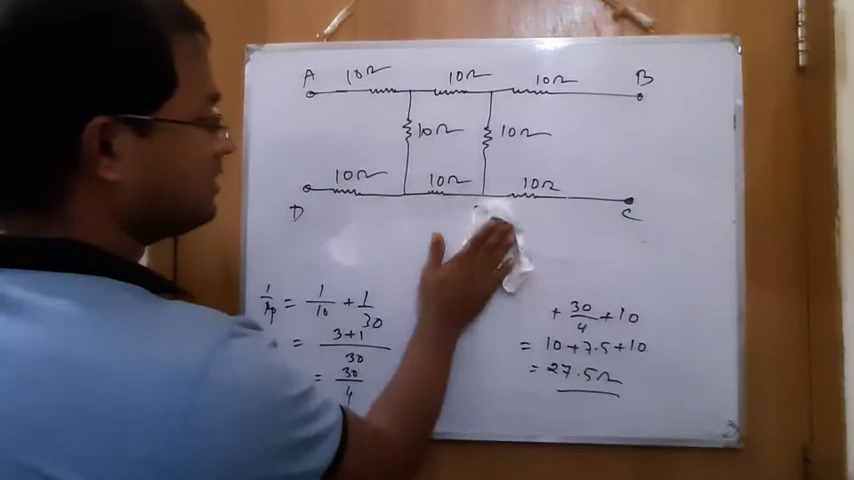 A 10Ω 10Ω 10Ω B
10Ω 10Ω
10Ω 10Ω 10Ω
D C
1/Rp = 1/10 + 1/30
= 3+1/30
= 30/4
+ 30/4 + 10
= 10+7.5+10
= 27.5Ω